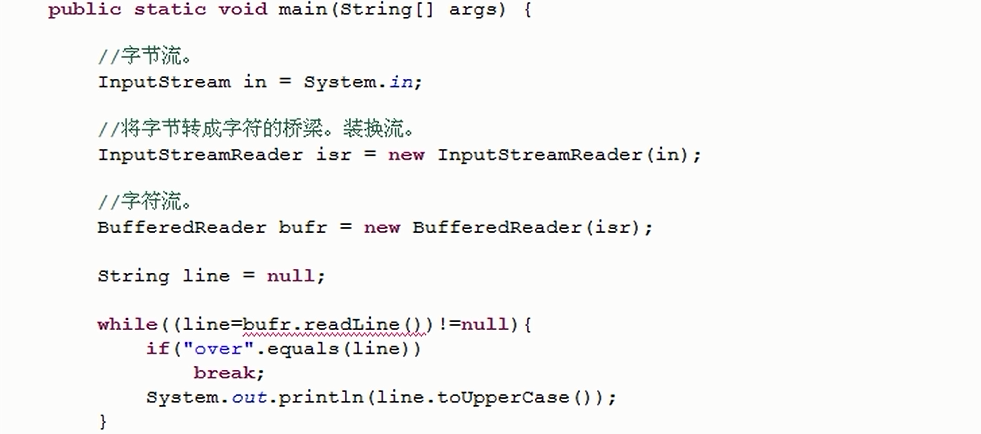 public static void main(String[] args) {
//字节流。
InputStream in = System.in;
//将字节转成字符的桥梁。装换流。
InputStreamReader isr = new InputStreamReader(in);
//字符流。
BufferedReader bufr = new BufferedReader(isr);
String line = null;
while((line=bufr.readLine())!=null){
if("over".equals(line))
break;
System.out.println(line.toUpperCase());
}